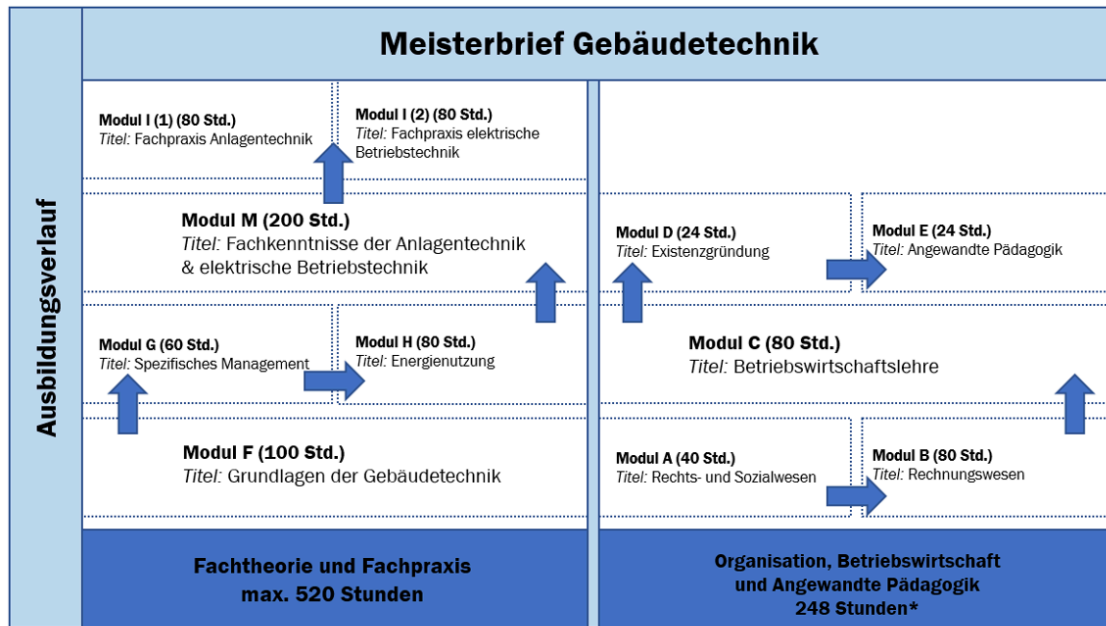 Meisterbrief Gebäudetechnik
Ausbildungsverlauf
Modul I (1) (80 Std.)
Titel: Fachpraxis Anlagentechnik
Modul I (2) (80 Std.)
Titel: Fachpraxis elektrische
Betriebstechnik
Modul M (200 Std.)
Titel: Fachkenntnisse der Anlagentechnik
& elektrische Betriebstechnik
Modul G (60 Std.)
Titel: Spezifisches Management
Modul H (80 Std.)
Titel: Energienutzung
Modul F (100 Std.)
Titel: Grundlagen der Gebäudetechnik
Fachtheorie und Fachpraxis
max. 520 Stunden
Modul D (24 Std.)
Titel: Existenzgründung
Modul E (24 Std.)
Titel: Angewandte Pädagogik
Modul C (80 Std.)
Titel: Betriebswirtschaftslehre
Modul A (40 Std.)
Titel: Rechts- und Sozialwesen
Modul B (80 Std.)
Titel: Rechnungswesen
Organisation, Betriebswirtschaft
und Angewandte Pädagogik
248 Stunden*